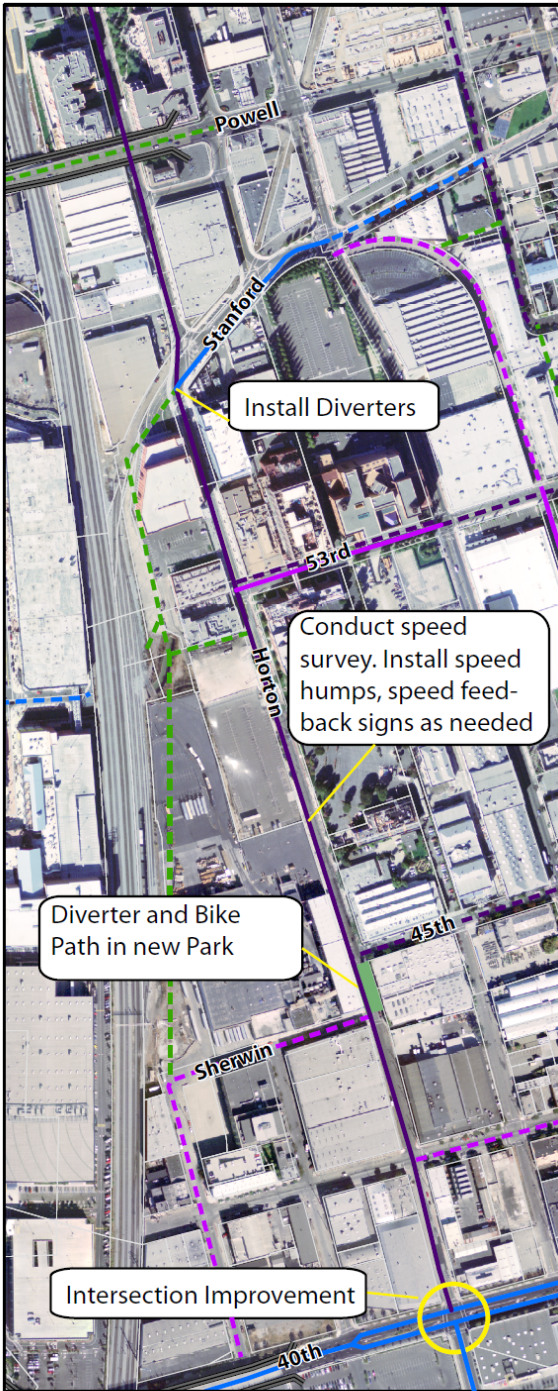 Powell
Stanford
Install Diverters
53rd
Conduct speed
survey. Install speed
humps, speed feed-
back signs as needed
Horton
Diverter and Bike
Path in new Park
45th
Sherwin
Intersection Improvement
40th